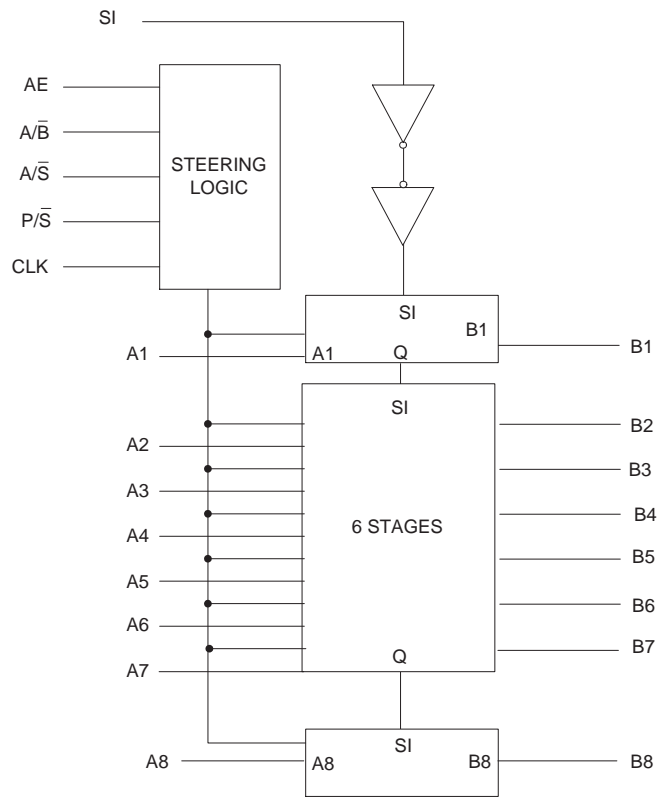 SI
AE
A/B̅
A/S̅
P/S̅
CLK
STEERING
LOGIC
SI
B1
A1
A1
Q
B1
SI
A2
B2
A3
B3
A4
6 STAGES
B4
A5
B5
A6
B6
A7
Q
B7
SI
A8
A8
B8
B8